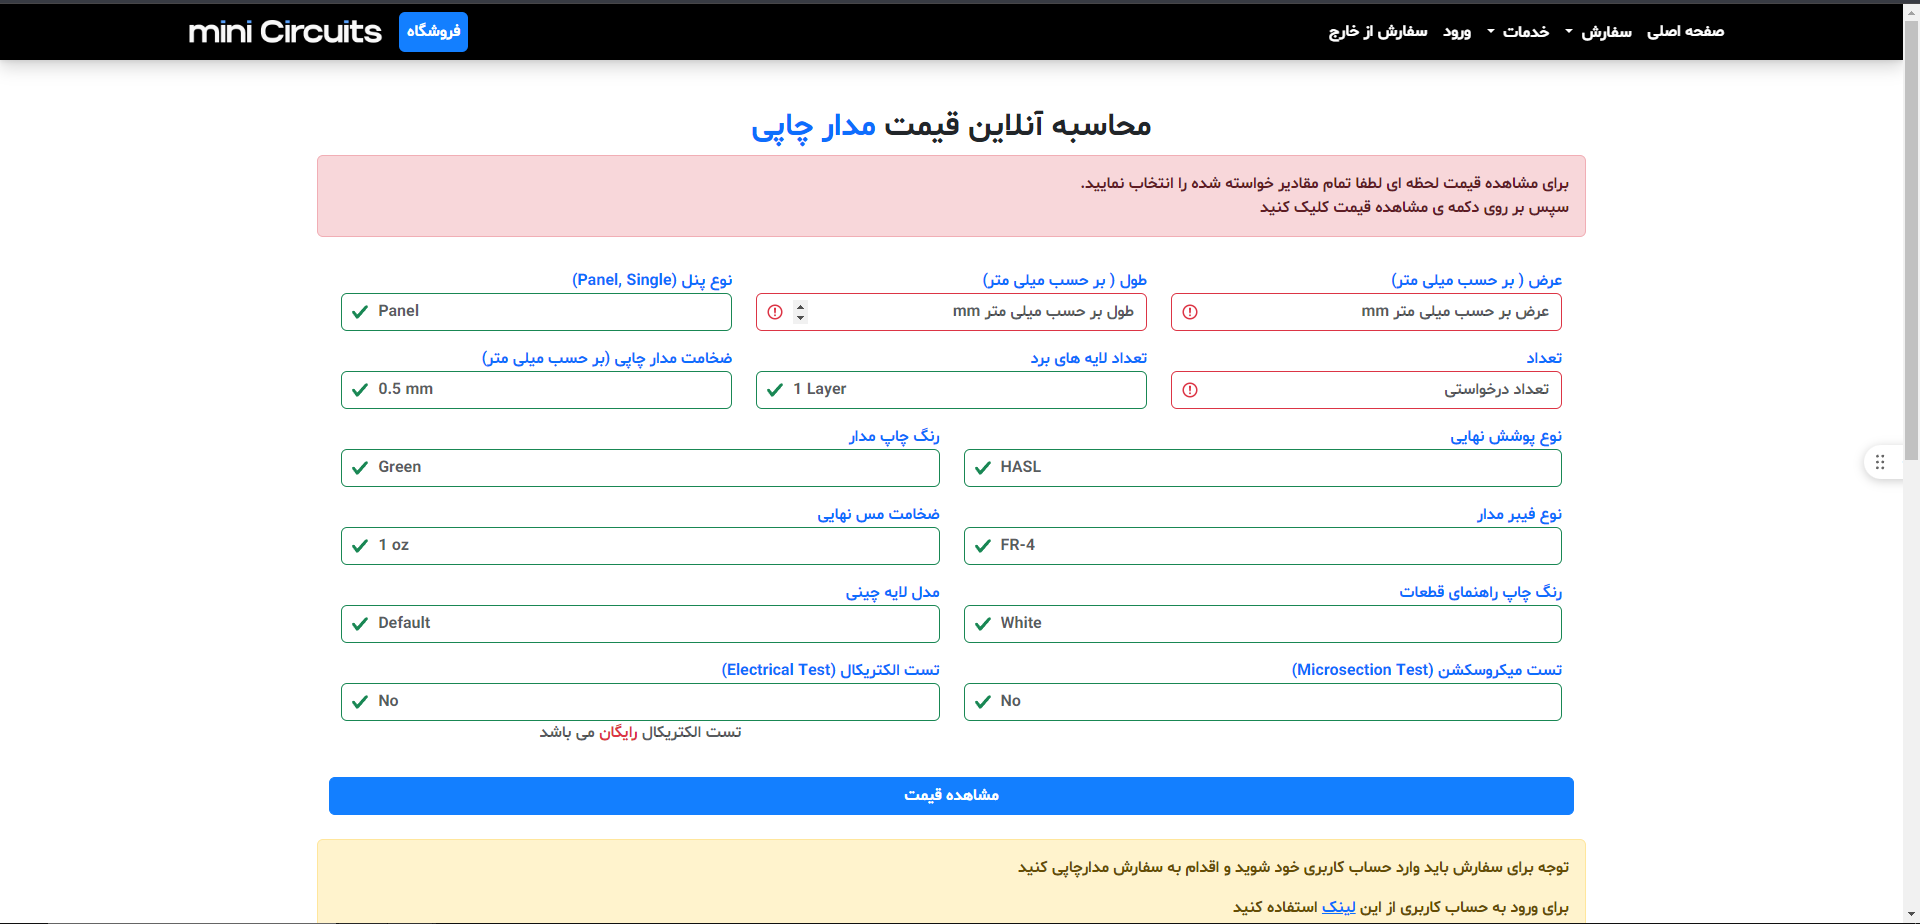 صفحه اصلی
سفارش
خدمات
ورود
سفارش از خارج
فروشگاه
mini Circuits
محاسبه آنلاین قیمت مدار چاپی
برای مشاهده قیمت لحظه ای لطفا تمام مقادیر خواسته شده را انتخاب نمایید.
سپس بر روی دکمه ی مشاهده قیمت کلیک کنید
عرض ( بر حسب میلی متر)
عرض بر حسب میلی متر mm
طول ( بر حسب میلی متر)
طول بر حسب میلی متر mm
نوع پنل (Panel, Single)
Panel
تعداد
تعداد درخواستی
تعداد لایه های برد
1 Layer
ضخامت مدار چاپی (بر حسب میلی متر)
0.5 mm
نوع پوشش نهایی
HASL
رنگ چاپ مدار
Green
نوع فیبر مدار
FR-4
ضخامت مس نهایی
1 oz
رنگ چاپ راهنمای قطعات
White
مدل لایه چینی
Default
تست میکروسکشن (Microsection Test)
No
تست الکتریکال (Electrical Test)
No
تست الکتریکال رایگان می باشد
مشاهده قیمت
توجه برای سفارش باید وارد حساب کاربری خود شوید و اقدام به سفارش مدارچاپی کنید
برای ورود به حساب کاربری از این لینک استفاده کنید